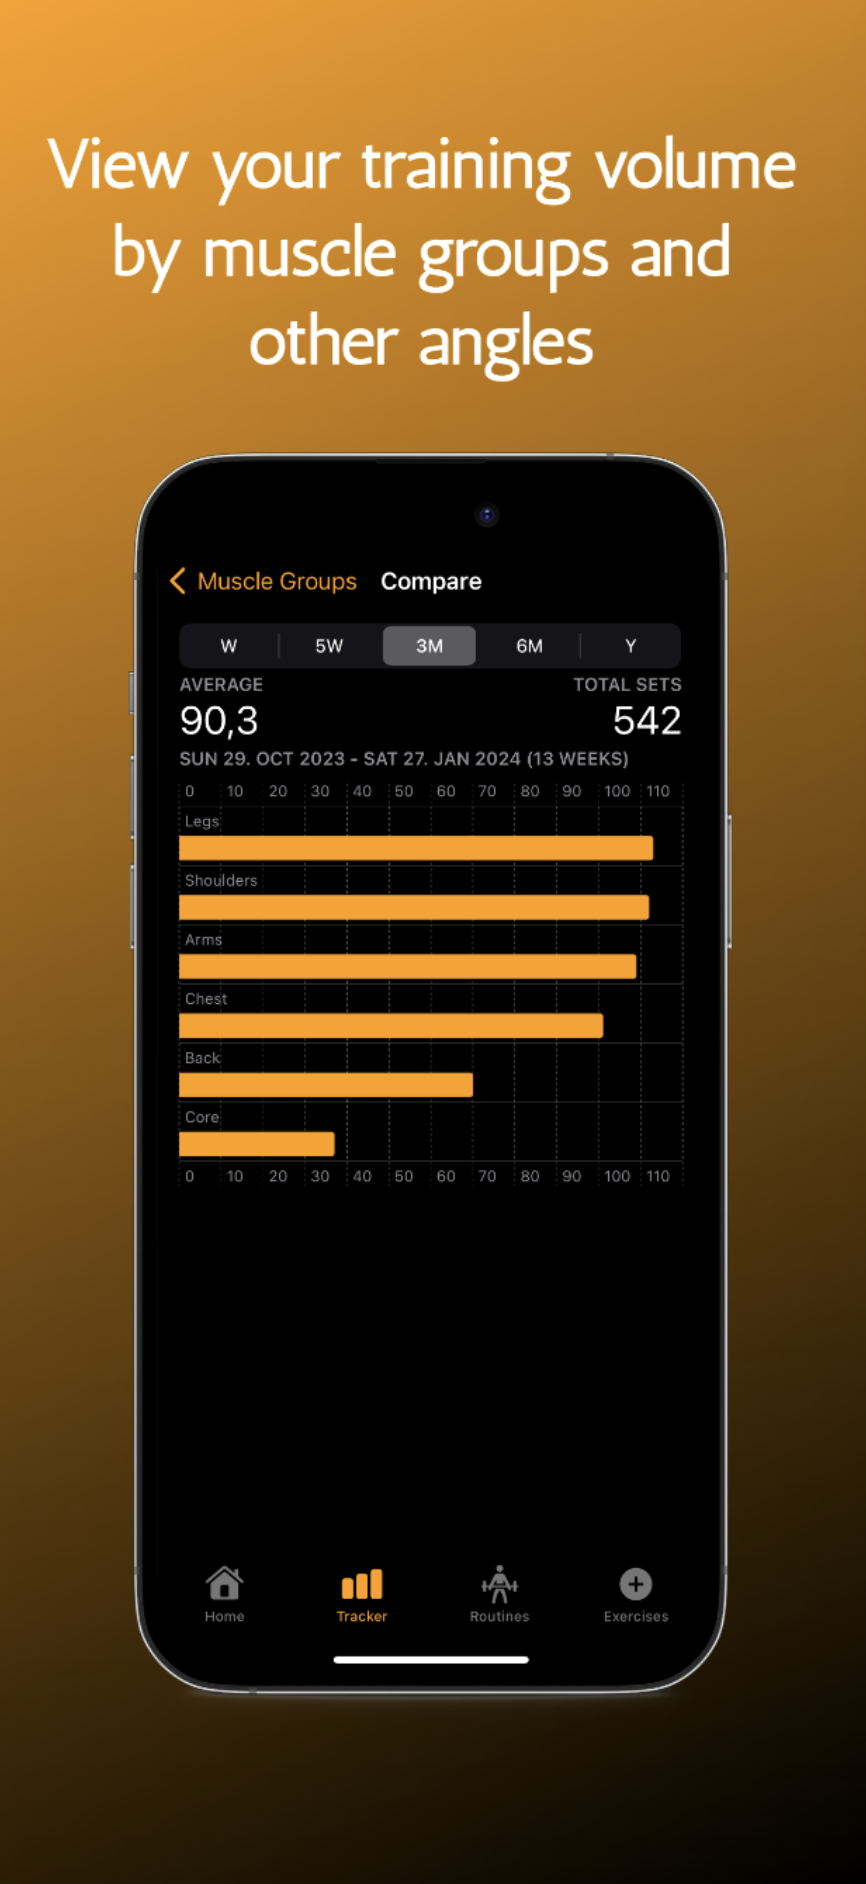 View your training volume
by muscle groups and
other angles
Muscle Groups Compare
W 5W 3M 6M Y
AVERAGE TOTAL SETS
90,3 542
SUN 29. OCT 2023 - SAT 27. JAN 2024 (13 WEEKS)
0 10 20 30 40 50 60 70 80 90 100 110
Legs
Shoulders
Arms
Chest
Back
Core
0 10 20 30 40 50 60 70 80 90 100 110
Home Tracker Routines Exercises